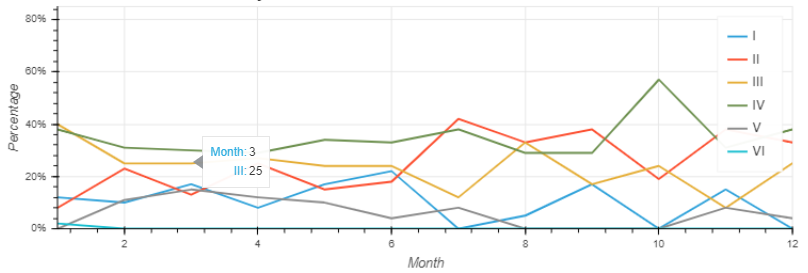 80%
60%
40%
20%
0%
Percentage
Month: 3
III: 25
I
II
III
IV
V
VI
2
4
6
8
10
12
Month